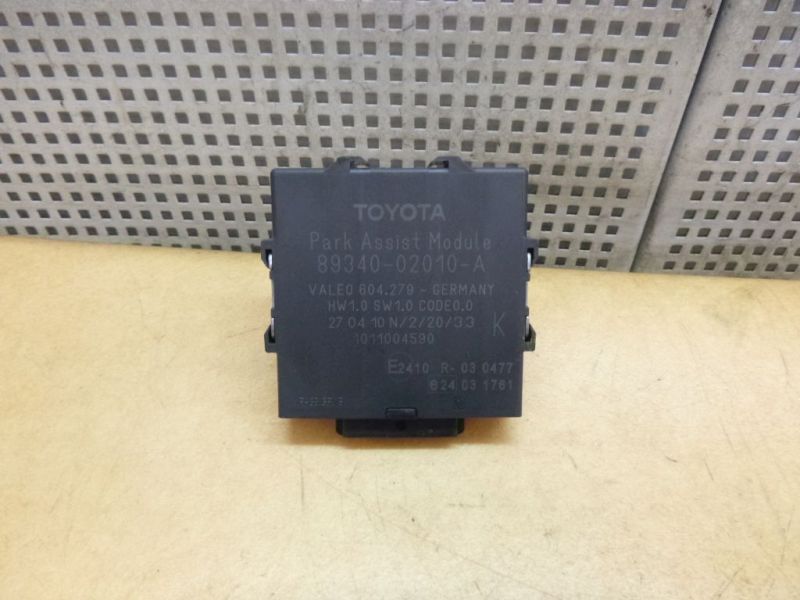 TOYOTA
Park Assist Module
89340-02010-A
VALEO 604.279 - GERMANY
HW1.0 SW1.0 CODE0.0
27 04 10 N/2/20/33 K
1011004590
E2410 R- 03 0477
624 03 1761